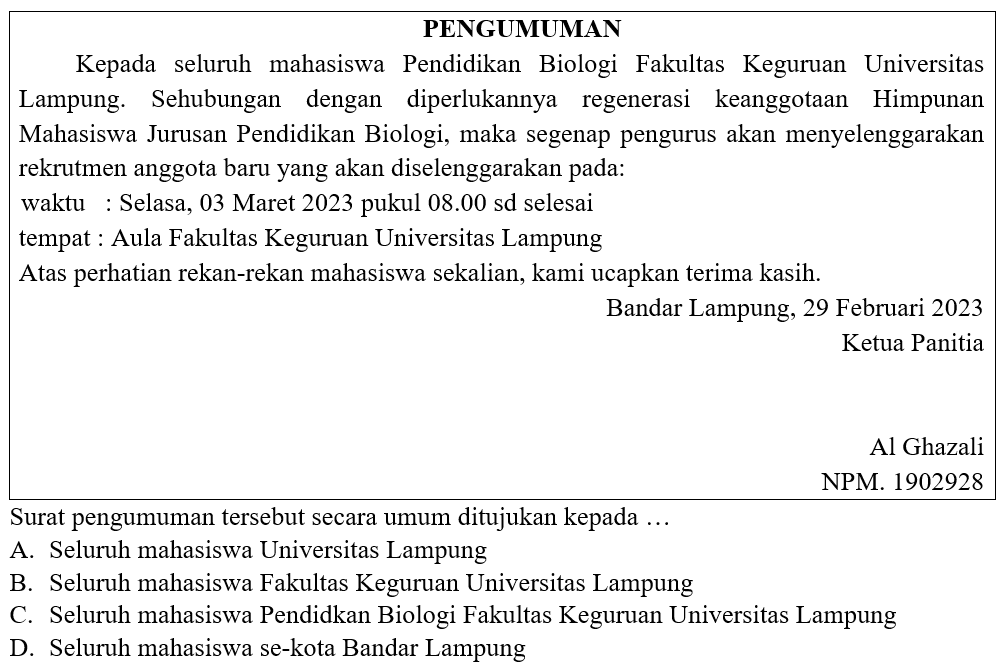 PENGUMUMAN
Kepada seluruh mahasiswa Pendidikan Biologi Fakultas Keguruan Universitas
Lampung. Sehubungan dengan diperlukannya regenerasi keanggotaan Himpunan
Mahasiswa Jurusan Pendidikan Biologi, maka segenap pengurus akan menyelenggarakan
rekrutmen anggota baru yang akan diselenggarakan pada:
waktu : Selasa, 03 Maret 2023 pukul 08.00 sd selesai
tempat : Aula Fakultas Keguruan Universitas Lampung
Atas perhatian rekan-rekan mahasiswa sekalian, kami ucapkan terima kasih.
Bandar Lampung, 29 Februari 2023
Ketua Panitia
Al Ghazali
NPM. 1902928
Surat pengumuman tersebut secara umum ditujukan kepada …
A. Seluruh mahasiswa Universitas Lampung
B. Seluruh mahasiswa Fakultas Keguruan Universitas Lampung
C. Seluruh mahasiswa Pendidkan Biologi Fakultas Keguruan Universitas Lampung
D. Seluruh mahasiswa se-kota Bandar Lampung